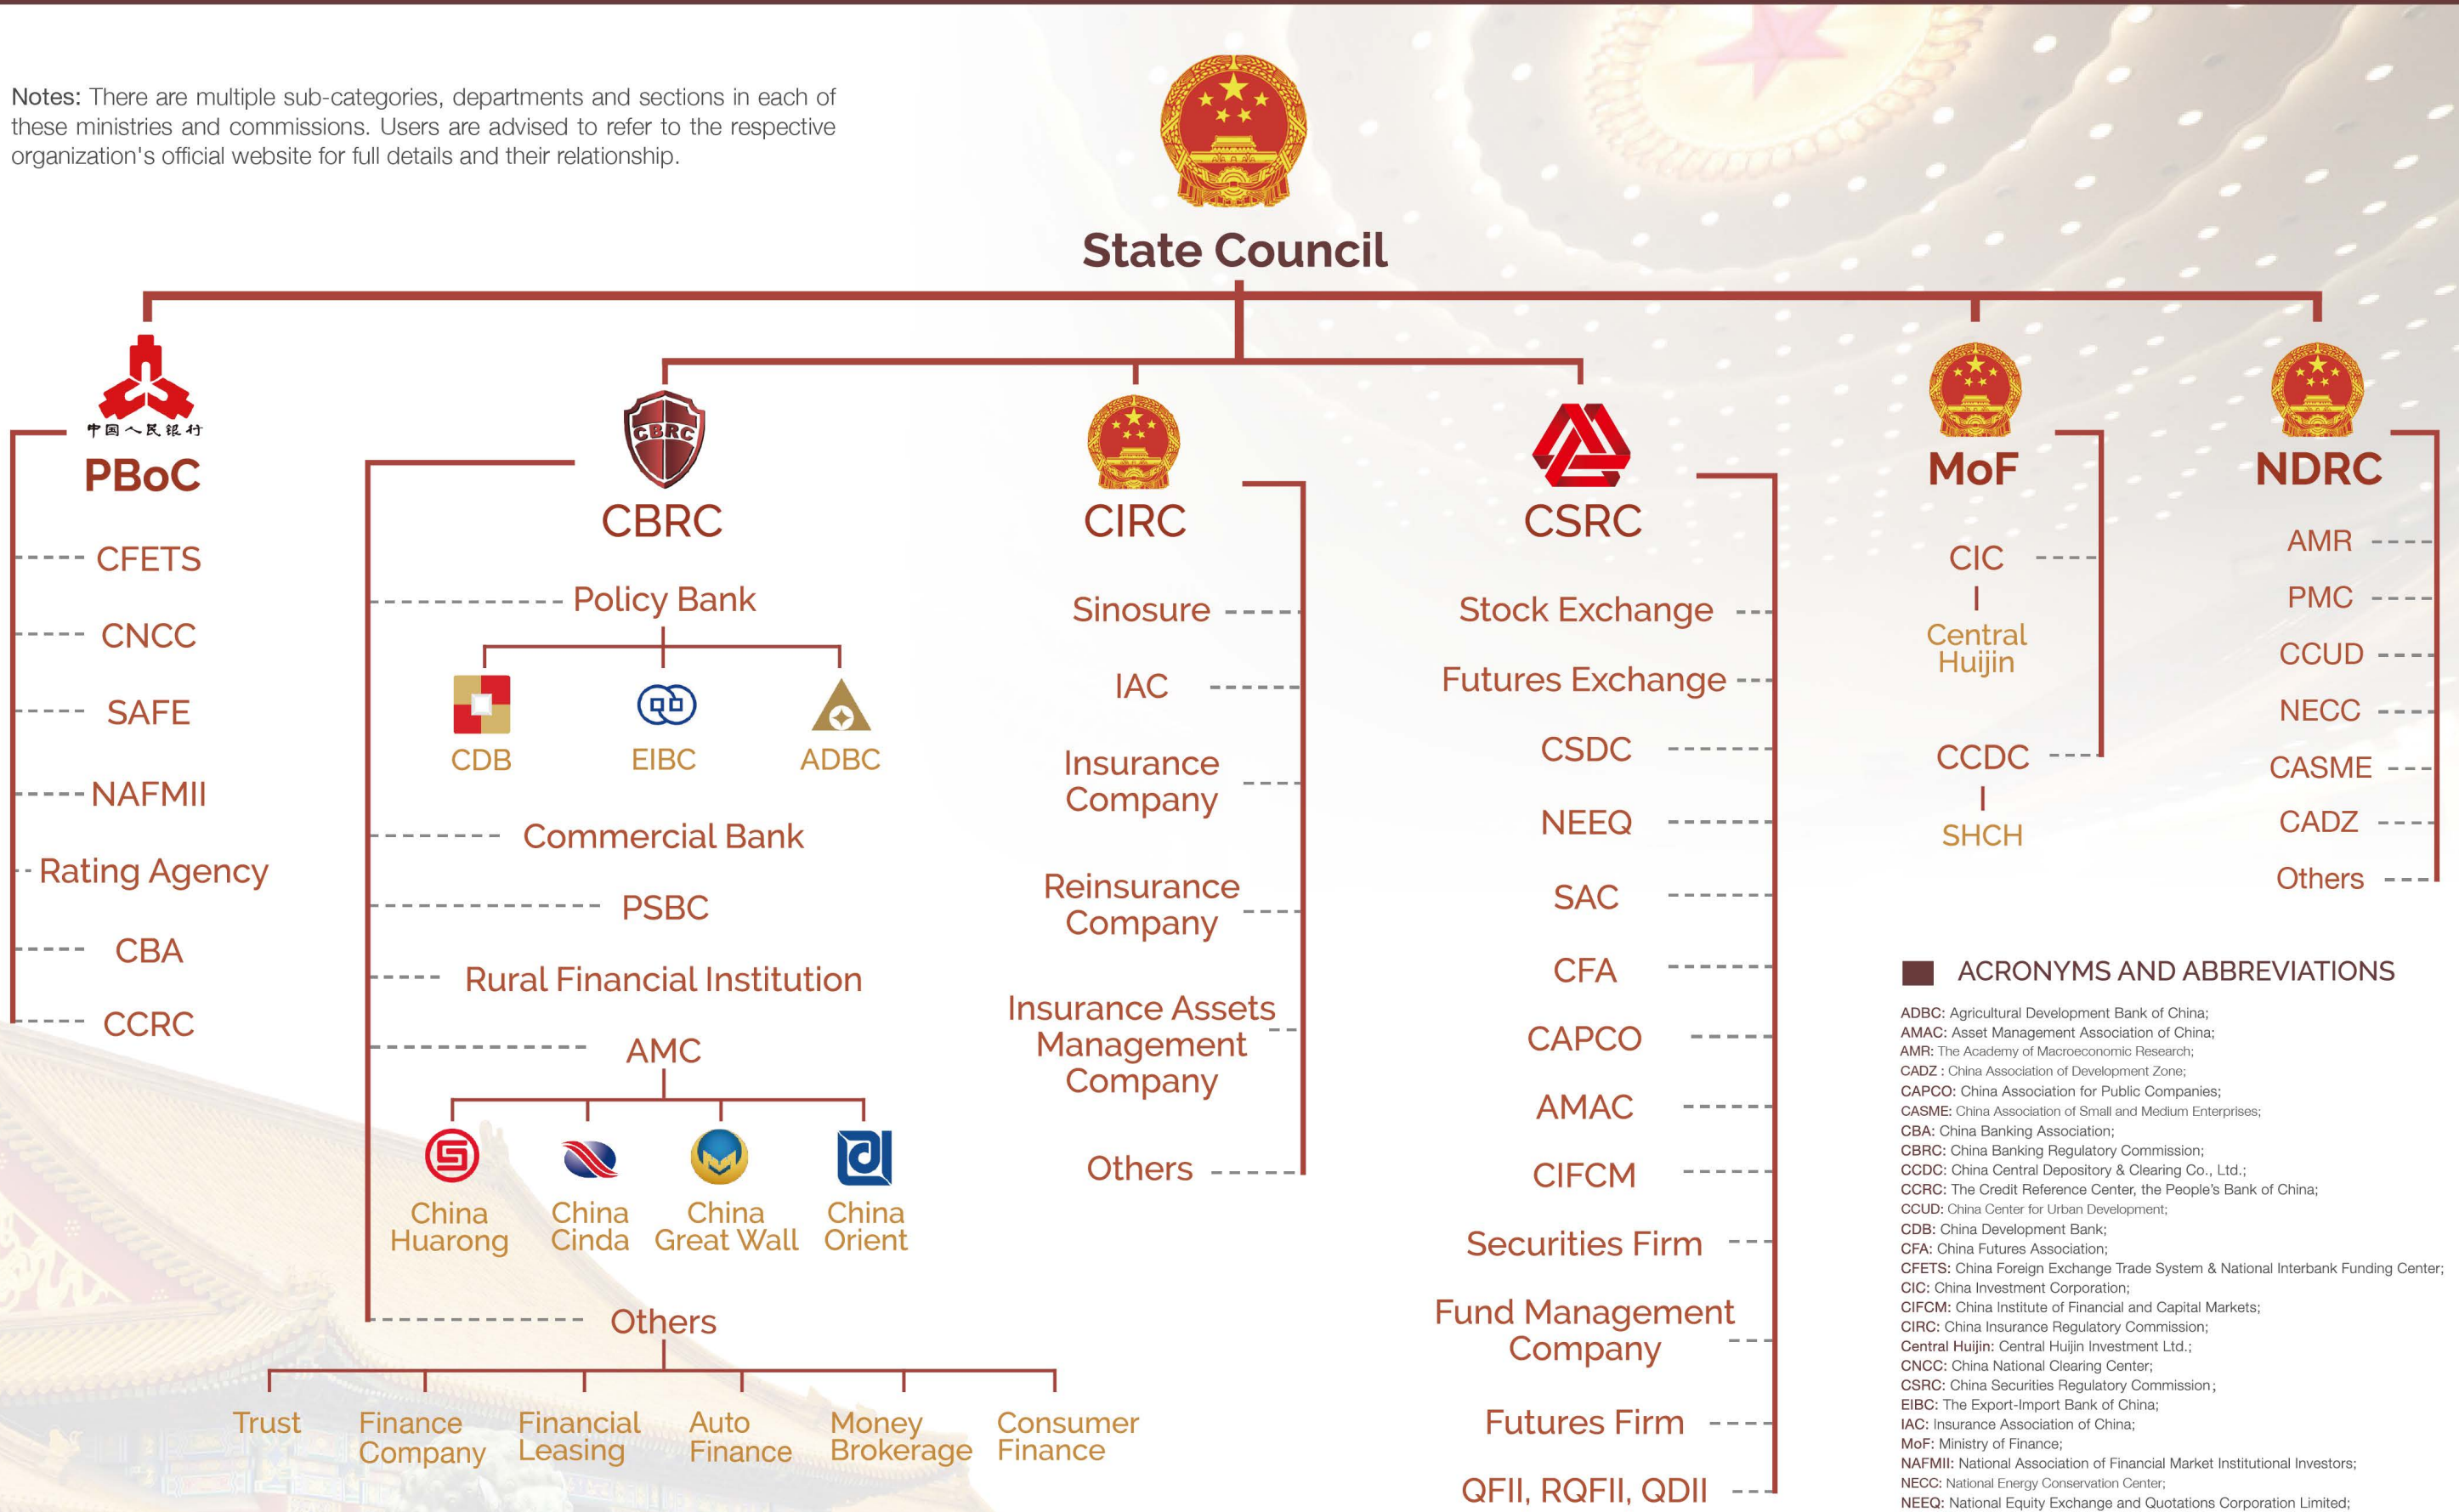 Notes: There are multiple sub-categories, departments and sections in each of
these ministries and commissions. Users are advised to refer to the respective
organization's official website for full details and their relationship.
State Council
中国人民银行
PBoC
CFETS
CNCC
SAFE
NAFMII
Rating Agency
CBA
CCRC
CBRC
CBRC
Policy Bank
CDB
EIBC
ADBC
Commercial Bank
PSBC
Rural Financial Institution
AMC
China
Huarong
China
Cinda
China
Great Wall
China
Orient
Others
Trust
Finance
Company
Financial
Leasing
Auto
Finance
Money
Brokerage
Consumer
Finance
CIRC
Sinosure
IAC
Insurance
Company
Reinsurance
Company
Insurance Assets
Management
Company
Others
CSRC
Stock Exchange
Futures Exchange
CSDC
NEEQ
SAC
CFA
CAPCO
AMAC
CIFCM
Securities Firm
Fund Management
Company
Futures Firm
QFII, RQFII, QDII
MoF
CIC
Central
Huijin
CCDC
SHCH
NDRC
AMR
PMC
CCUD
NECC
CASME
CADZ
Others
ACRONYMS AND ABBREVIATIONS
ADBC: Agricultural Development Bank of China;
AMAC: Asset Management Association of China;
AMR: The Academy of Macroeconomic Research;
CADZ : China Association of Development Zone;
CAPCO: China Association for Public Companies;
CASME: China Association of Small and Medium Enterprises;
CBA: China Banking Association;
CBRC: China Banking Regulatory Commission;
CCDC: China Central Depository & Clearing Co., Ltd.;
CCRC: The Credit Reference Center, the People's Bank of China;
CCUD: China Center for Urban Development;
CDB: China Development Bank;
CFA: China Futures Association;
CFETS: China Foreign Exchange Trade System & National Interbank Funding Center;
CIC: China Investment Corporation;
CIFCM: China Institute of Financial and Capital Markets;
CIRC: China Insurance Regulatory Commission;
Central Huijin: Central Huijin Investment Ltd.;
CNCC: China National Clearing Center;
CSRC: China Securities Regulatory Commission;
EIBC: The Export-Import Bank of China;
IAC: Insurance Association of China;
MoF: Ministry of Finance;
NAFMII: National Association of Financial Market Institutional Investors;
NECC: National Energy Conservation Center;
NEEQ: National Equity Exchange and Quotations Corporation Limited;